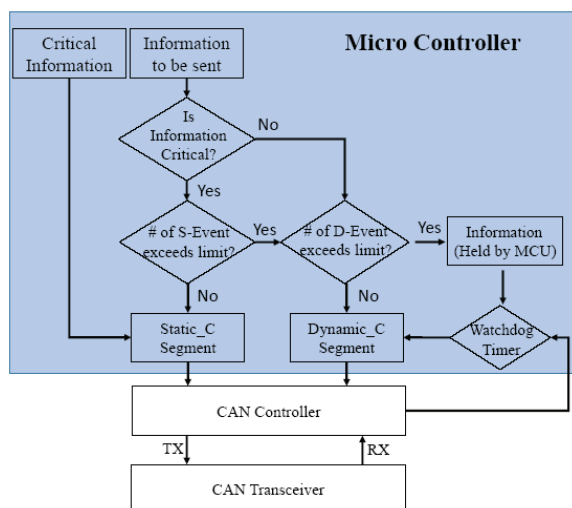 Critical
Information
Information
to be sent
Micro Controller
Is
Information
Critical?
No
Yes
# of S-Event
exceeds limit?
Yes
# of D-Event
exceeds limit?
Yes
Information
(Held by MCU)
No
No
Static_C
Segment
Dynamic_C
Segment
Watchdog
Timer
CAN Controller
TX
RX
CAN Transceiver